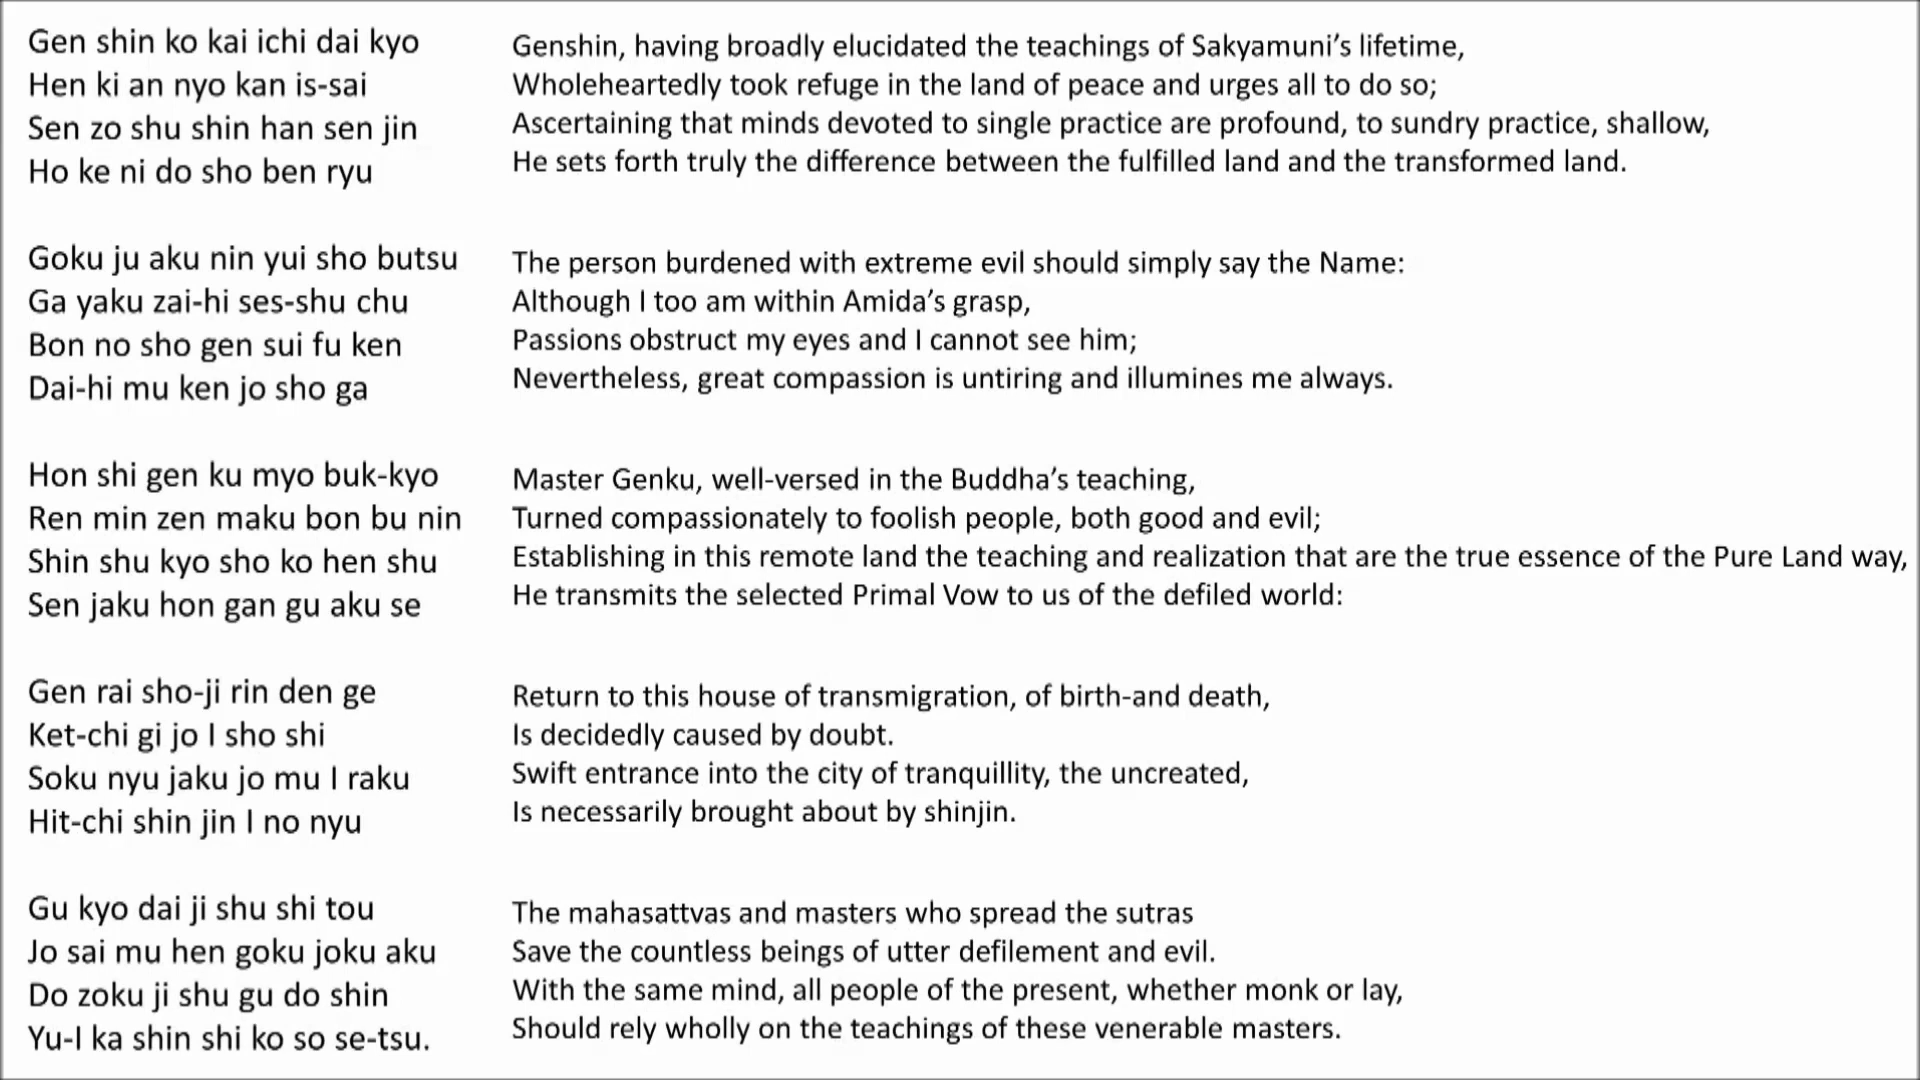 Gen shin ko kai ichi dai kyo
Hen ki an nyo kan is-sai
Sen zo shu shin han sen jin
Ho ke ni do sho ben ryu
Genshin, having broadly elucidated the teachings of Sakyamuni’s lifetime,
Wholeheartedly took refuge in the land of peace and urges all to do so;
Ascertaining that minds devoted to single practice are profound, to sundry practice, shallow,
He sets forth truly the difference between the fulfilled land and the transformed land.
Goku ju aku nin yui sho butsu
Ga yaku zai-hi ses-shu chu
Bon no sho gen sui fu ken
Dai-hi mu ken jo sho ga
The person burdened with extreme evil should simply say the Name:
Although I too am within Amida’s grasp,
Passions obstruct my eyes and I cannot see him;
Nevertheless, great compassion is untiring and illumines me always.
Hon shi gen ku myo buk-kyo
Ren min zen maku bon bu nin
Shin shu kyo sho ko hen shu
Sen jaku hon gan gu aku se
Master Genku, well-versed in the Buddha’s teaching,
Turned compassionately to foolish people, both good and evil;
Establishing in this remote land the teaching and realization that are the true essence of the Pure Land way,
He transmits the selected Primal Vow to us of the defiled world:
Gen rai sho-ji rin den ge
Ket-chi gi jo I sho shi
Soku nyu jaku jo mu I raku
Hit-chi shin jin I no nyu
Return to this house of transmigration, of birth-and death,
Is decidedly caused by doubt.
Swift entrance into the city of tranquillity, the uncreated,
Is necessarily brought about by shinjin.
Gu kyo dai ji shu shi tou
Jo sai mu hen goku joku aku
Do zoku ji shu gu do shin
Yu-I ka shin shi ko so se-tsu.
The mahasattvas and masters who spread the sutras
Save the countless beings of utter defilement and evil.
With the same mind, all people of the present, whether monk or lay,
Should rely wholly on the teachings of these venerable masters.